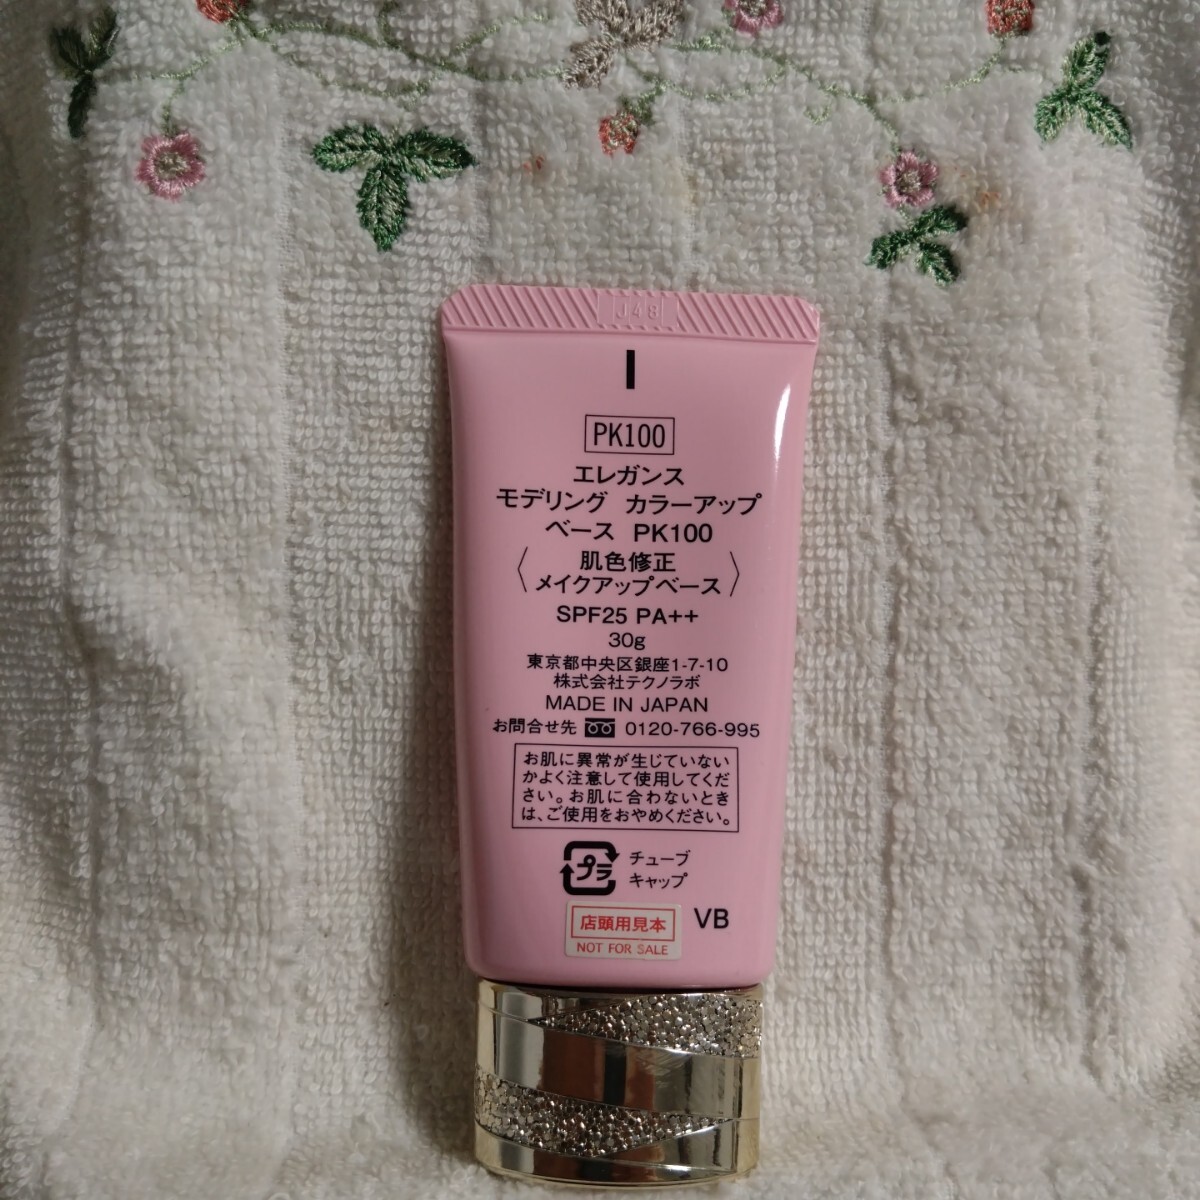 J48
PK100
エレガンス
モデリング カラーアップ
ベース PK100
〈肌色修正
メイクアップベース〉
SPF25 PA++
30g
東京都中央区銀座1-7-10
株式会社テクノラボ
MADE IN JAPAN
お問合せ先 0120-766-995
お肌に異常が生じていない
かよく注意して使用してくだ
さい。お肌に合わないとき
は、ご使用をおやめください。
プラ チューブ
キャップ
店頭用見本
NOT FOR SALE
VB